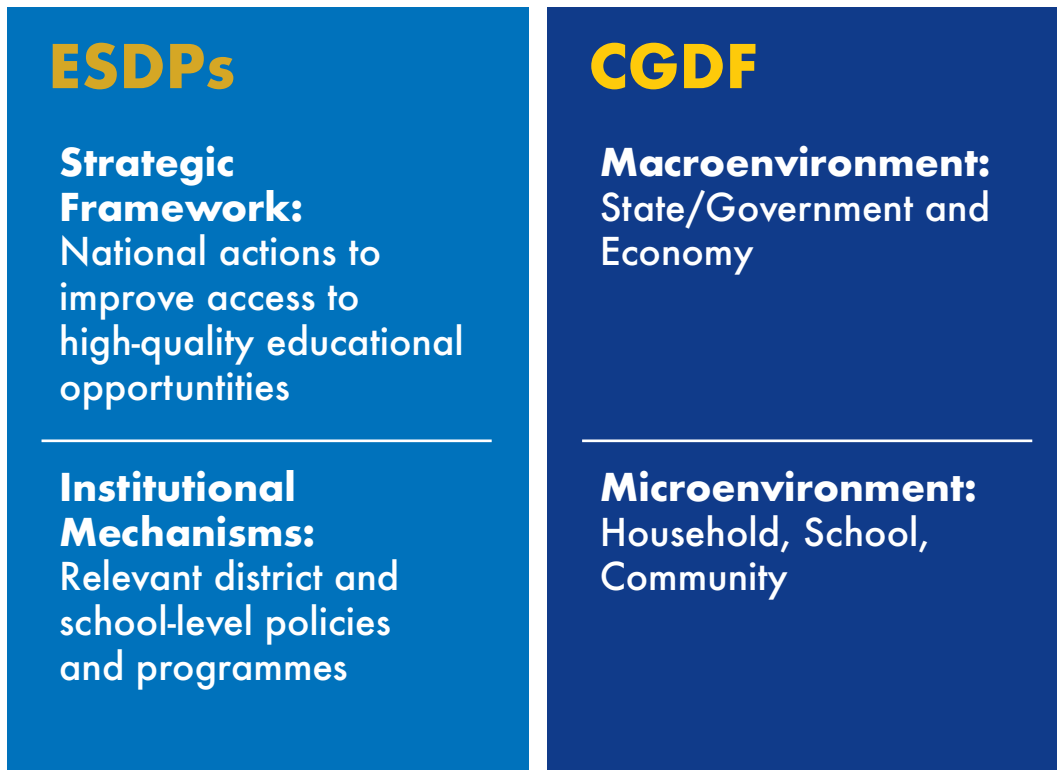 ESDPs
Strategic
Framework:
National actions to
improve access to
high-quality educational
opportuntities
Institutional
Mechanisms:
Relevant district and
school-level policies
and programmes
CGDF
Macroenvironment:
State/Government and
Economy
Microenvironment:
Household, School,
Community